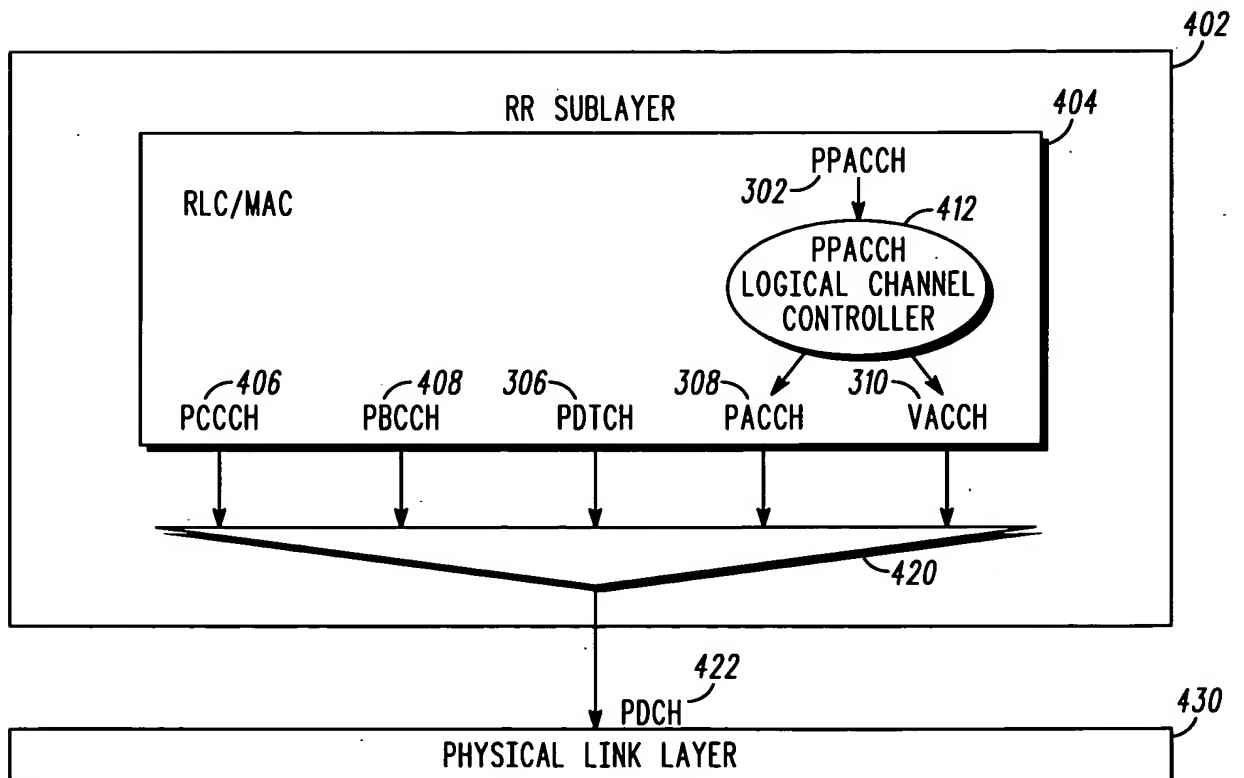 402
RR SUBLAYER
404
RLC/MAC
PPACCH
302
412
PPACCH
LOGICAL CHANNEL
CONTROLLER
406
408
306
308
310
PCCCH
PBCCH
PDTCH
PACCH
VACCH
420
422
PDCH
430
PHYSICAL LINK LAYER